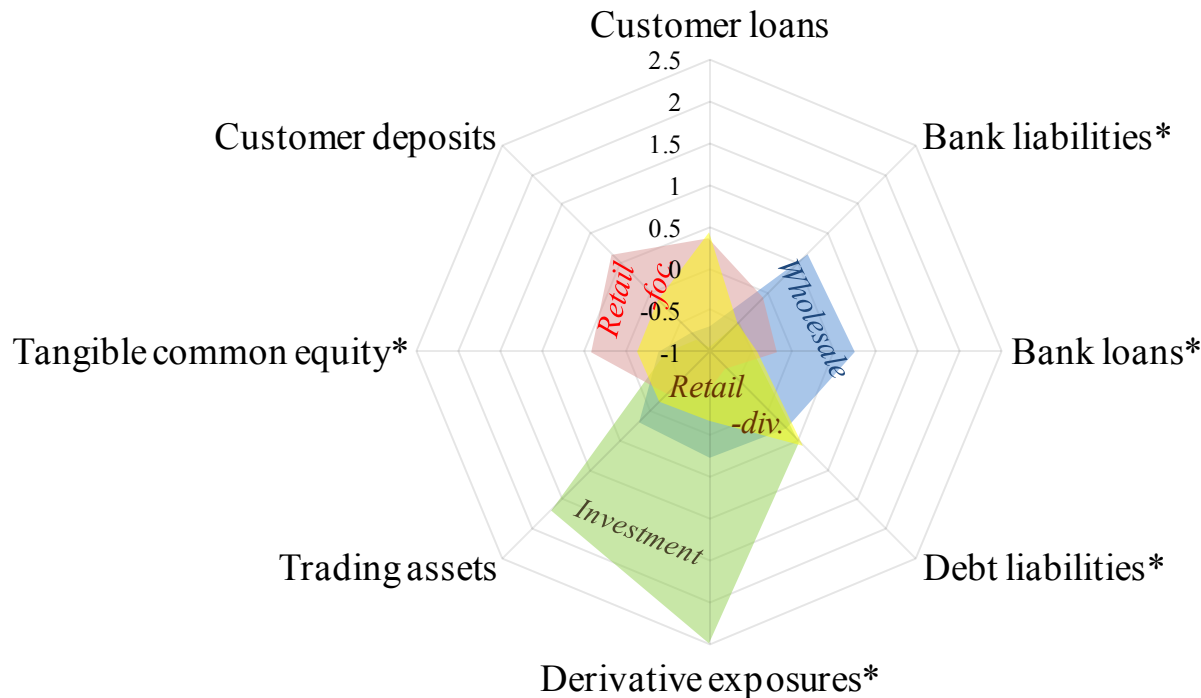 Customer loans
2.5
2
1.5
1
0.5
0
-0.5
-1
Customer deposits
Bank liabilities*
Retail
-foc.
Wholesale
Tangible common equity*
Bank loans*
Retail
-div.
Investment
Trading assets
Debt liabilities*
Derivative exposures*